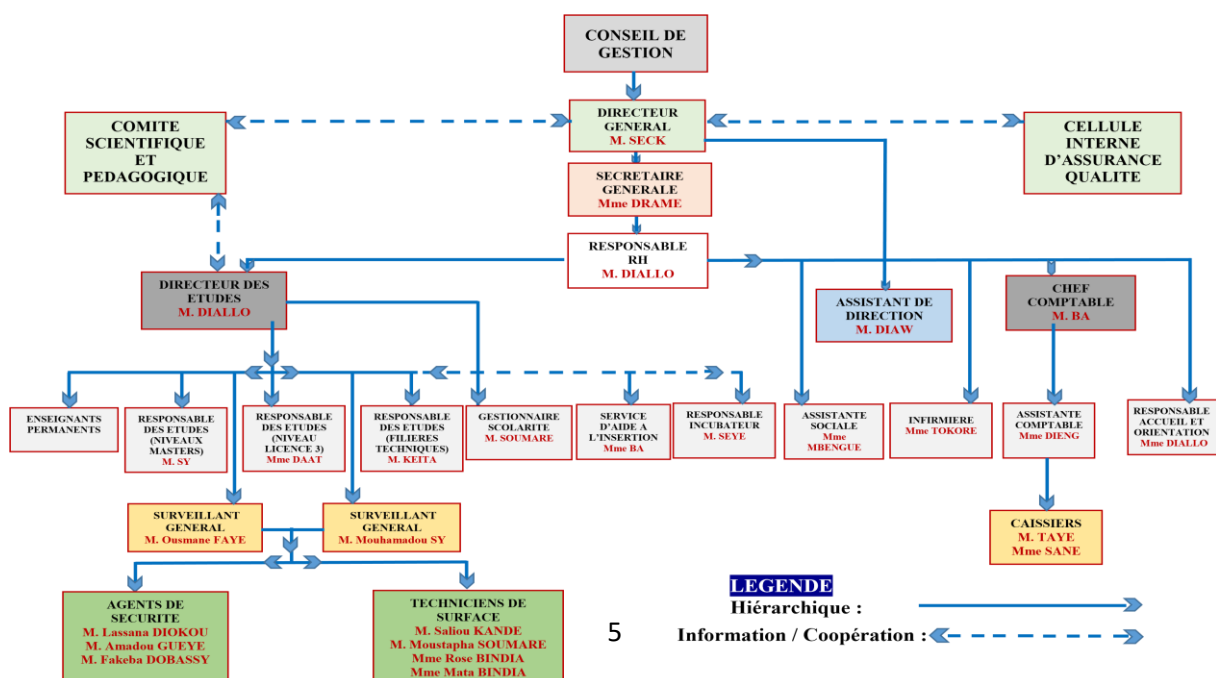 CONSEIL DE
GESTION
DIRECTEUR
GENERAL
M. SECK
COMITE
SCIENTIFIQUE
ET
PEDAGOGIQUE
CELLULE
INTERNE
D'ASSURANCE
QUALITE
SECRETAIRE
GENERALE
Mme DRAME
RESPONSABLE
RH
M. DIALLO
DIRECTEUR DES
ETUDES
M. DIALLO
ASSISTANT DE
DIRECTION
M. DIAW
CHEF
COMPTABLE
M. BA
ENSEIGNANTS
PERMANENTS
RESPONSABLE
DES ETUDES
(NIVEAUX
MASTERS)
M. SY
RESPONSABLE
DES ETUDES
(NIVEAU
LICENCE 3)
Mme DAAT
RESPONSABLE
DES ETUDES
(FILIERES
TECHNIQUES)
M. KEITA
GESTIONNAIRE
SCOLARITE
M. SOUMARE
SERVICE
D'AIDE A
L'INSERTION
Mme BA
RESPONSABLE
INCUBATEUR
M. SEYE
ASSISTANTE
SOCIALE
Mme
MBENGUE
INFIRMIERE
Mme TOKORE
ASSISTANTE
COMPTABLE
Mme DIENG
RESPONSABLE
ACCUEIL ET
ORIENTATION
Mme DIALLO
SURVEILLANT
GENERAL
M. Ousmane FAYE
SURVEILLANT
GENERAL
M. Mouhamadou SY
CAISSIERS
M. TAYE
Mme SANE
AGENTS DE
SECURITE
M. Lassana DIOKOU
M. Amadou GUEYE
M. Fakeba DOBASSY
TECHNICIENS DE
SURFACE
M. Saliou KANDE
M. Moustapha SOUMARE
Mme Rose BINDIA
Mme Mata BINDIA
5
LEGENDE
Hiérarchique :
Information / Coopération :